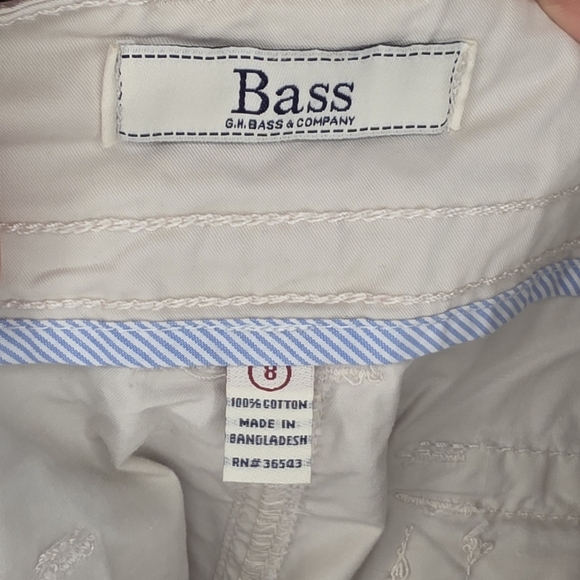 Bass
G.H. BASS & COMPANY
8
100% COTTON
MADE IN
BANGLADESH
RN# 36543